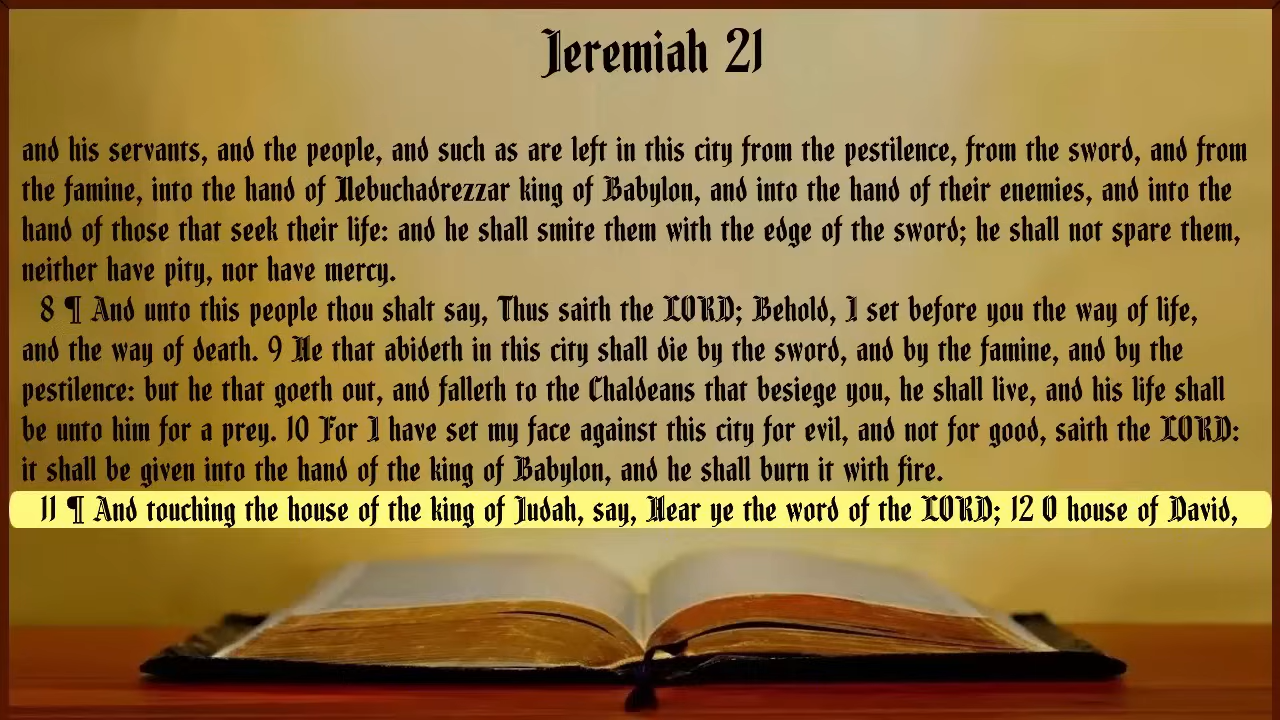 Jeremiah 21
and his servants, and the people, and such as are left in this city from the pestilence, from the sword, and from
the famine, into the hand of Nebuchadrezzar king of Babylon, and into the hand of their enemies, and into the
hand of those that seek their life: and he shall smite them with the edge of the sword; he shall not spare them,
neither have pity, nor have mercy.
8 ¶ And unto this people thou shalt say, Thus saith the LORD; Behold, I set before you the way of life,
and the way of death. 9 He that abideth in this city shall die by the sword, and by the famine, and by the
pestilence: but he that goeth out, and falleth to the Chaldeans that besiege you, he shall live, and his life shall
be unto him for a prey. 10 For I have set my face against this city for evil, and not for good, saith the LORD:
it shall be given into the hand of the king of Babylon, and he shall burn it with fire.
11 ¶ And touching the house of the king of Judah, say, Hear ye the word of the LORD; 12 O house of David,